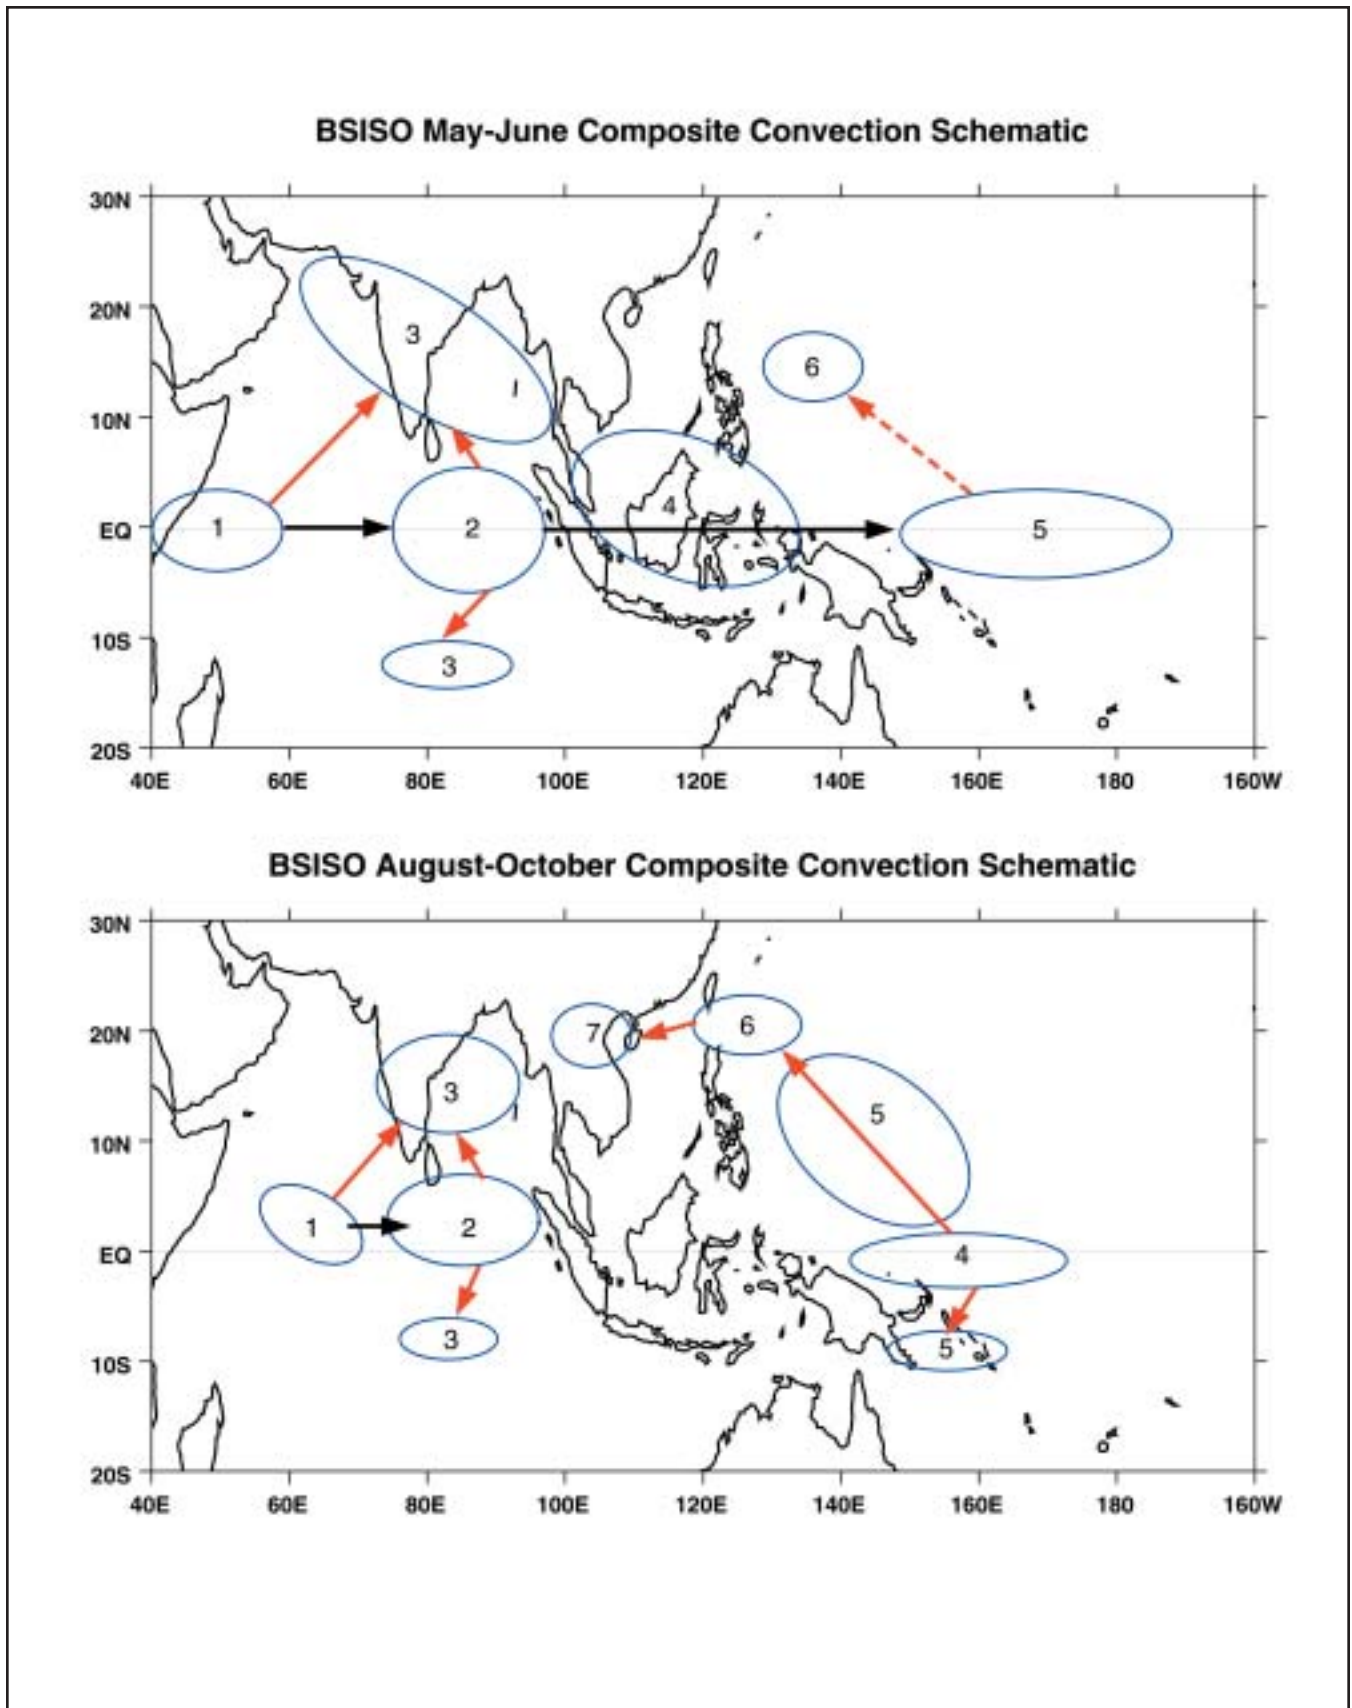 BSISO May-June Composite Convection Schematic
30N
20N
10N
EQ
10S
20S
3
6
4
1
2
5
3
40E 60E 80E 100E 120E 140E 160E 180 160W
BSISO August-October Composite Convection Schematic
30N
20N
10N
EQ
10S
20S
7
6
3
5
1
2
4
3
5
40E 60E 80E 100E 120E 140E 160E 180 160W